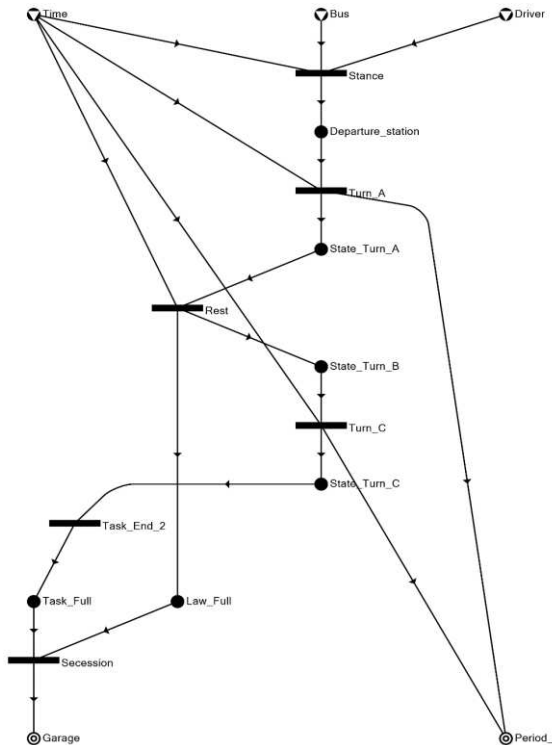 Time
Bus
Driver
Stance
Departure_station
Turn_A
State_Turn_A
Rest
State_Turn_B
Turn_C
State_Turn_C
Task_End_2
Task_Full
Law_Full
Secession
Garage
Period_